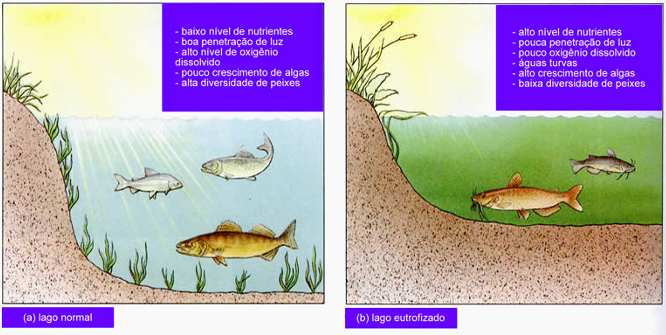 - baixo nível de nutrientes
- boa penetração de luz
- alto nível de oxigênio
dissolvido
- pouco crescimento de algas
- alta diversidade de peixes
- alto nível de nutrientes
- pouca penetração de luz
- pouco oxigênio dissolvido
- águas turvas
- alto crescimento de algas
- baixa diversidade de peixes
(a) lago normal
(b) lago eutrofizado